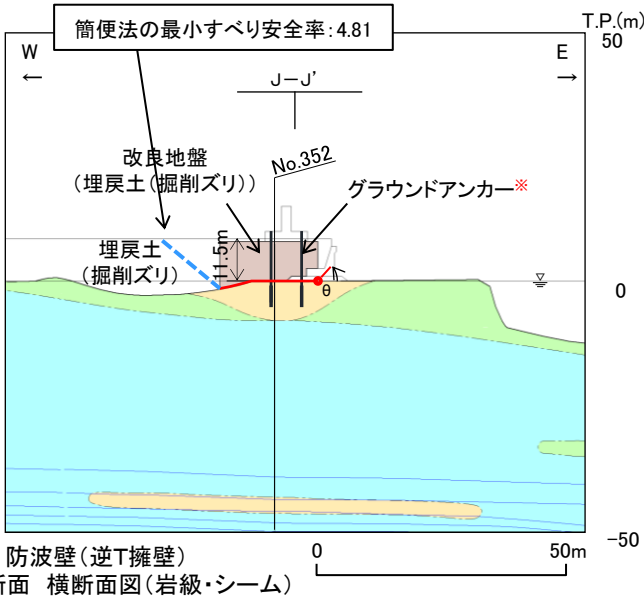 簡便法の最小すべり安全率:4.81
T.P.(m)
50
W
E
←
→
J-J’
改良地盤
(埋戻土(掘削ズリ))
No.352
グラウンドアンカー※
埋戻土
(掘削ズリ)
11.5m
θ
0
-50
防波壁(逆T擁壁)
0
50m
面 横断面図(岩級・シーム)